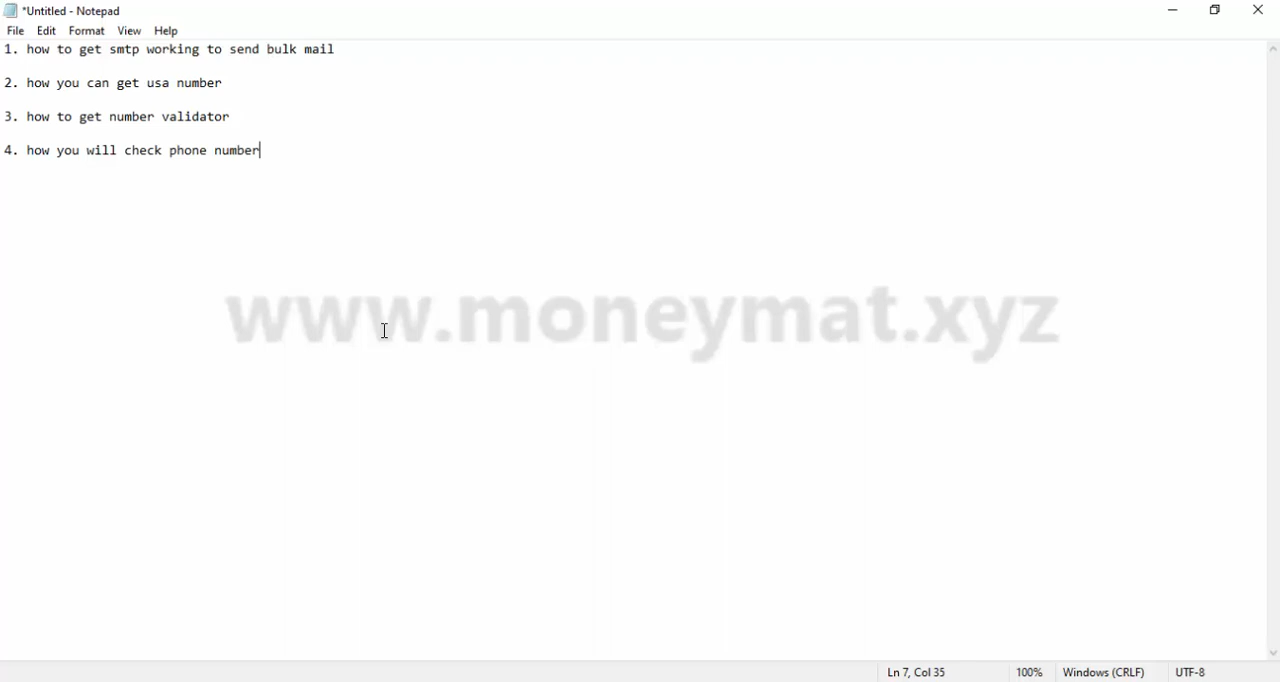 *Untitled - Notepad
File Edit Format View Help
1. how to get smtp working to send bulk mail
2. how you can get usa number
3. how to get number validator
4. how you will check phone number
www.moneymat.xyz
Ln 7, Col 35 100% Windows (CRLF) UTF-8